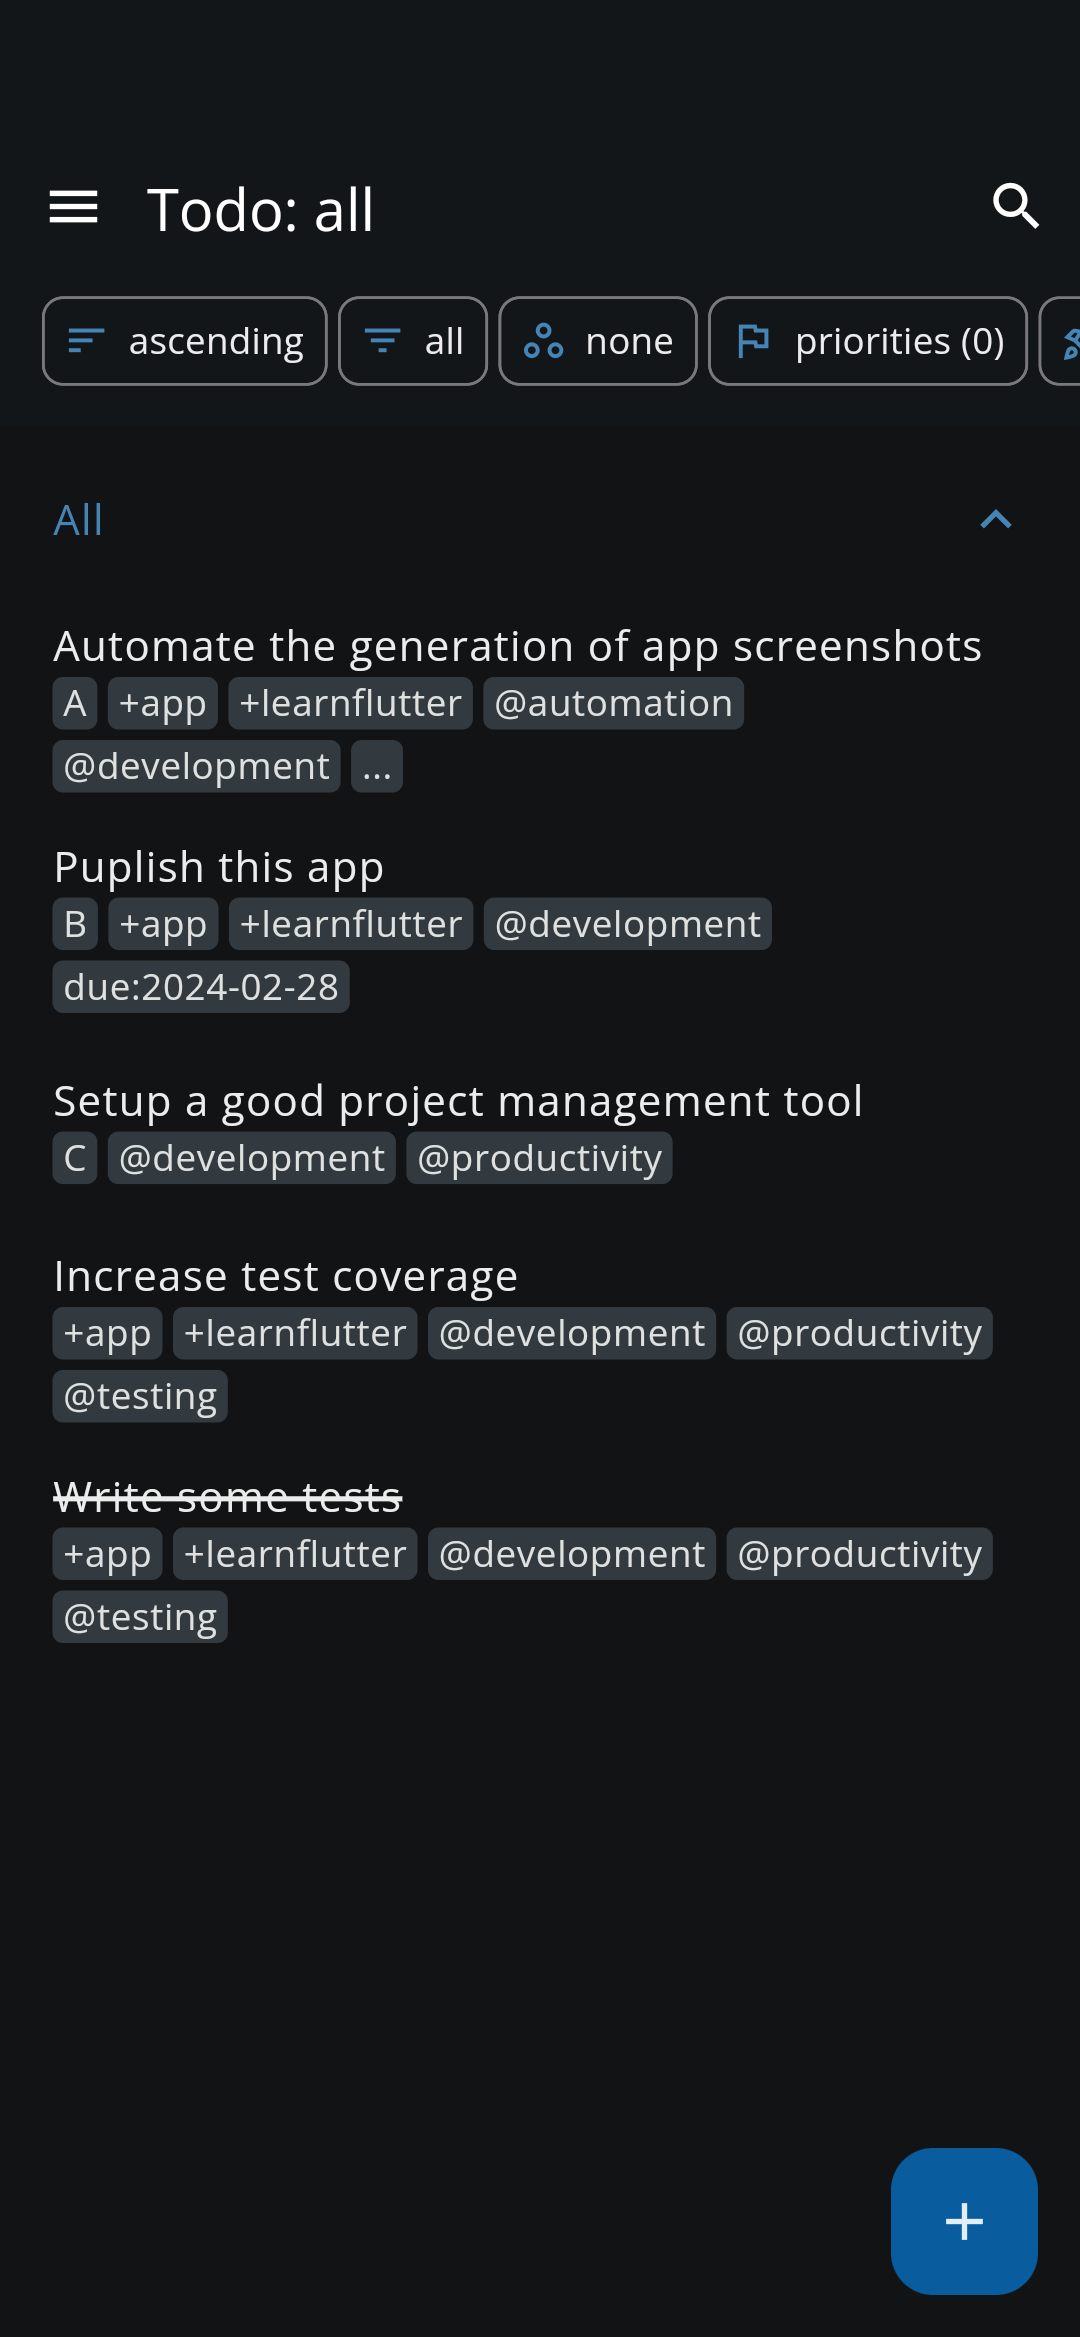 Todo: all
ascending all none priorities (0)
All
Automate the generation of app screenshots
A +app +learnflutter @automation
@development ...
Puplish this app
B +app +learnflutter @development
due:2024-02-28
Setup a good project management tool
C @development @productivity
Increase test coverage
+app +learnflutter @development @productivity
@testing
Write some tests
+app +learnflutter @development @productivity
@testing